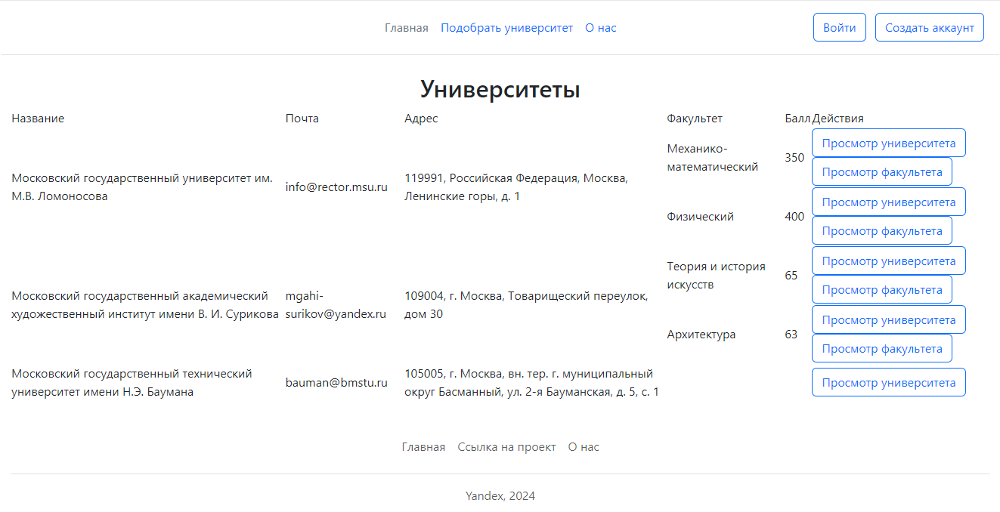 Главная Подобрать университет О нас Войти Создать аккаунт
Университеты
Название Почта Адрес Факультет Балл Действия
Московский государственный университет им.
М.В. Ломоносова
info@rector.msu.ru
119991, Российская Федерация, Москва,
Ленинские горы, д. 1
Механико-
математический
350
Просмотр университета
Просмотр факультета
Физический
400
Просмотр университета
Просмотр факультета
Московский государственный академический
художественный институт имени В. И. Сурикова
mgahi-
surikov@yandex.ru
109004, г. Москва, Товарищеский переулок,
дом 30
Теория и история
искусств
65
Просмотр университета
Просмотр факультета
Архитектура
63
Просмотр университета
Просмотр факультета
Московский государственный технический
университет имени Н.Э. Баумана
bauman@bmstu.ru
105005, г. Москва, вн. тер. г. муниципальный
округ Басманный, ул. 2-я Бауманская, д. 5, с. 1
Просмотр университета
Главная Ссылка на проект О нас
Yandex, 2024